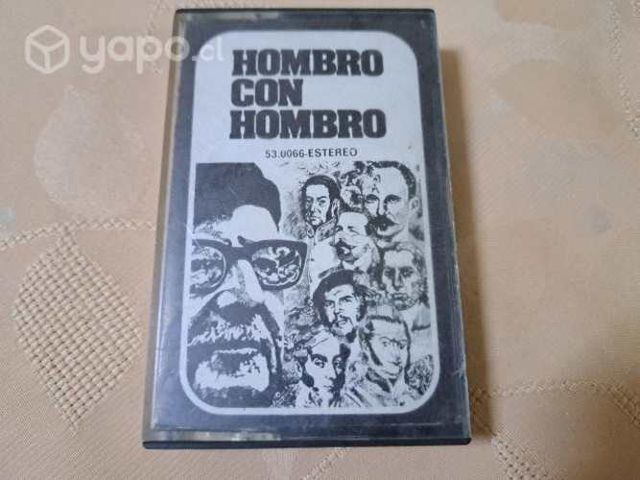 yapo.cl
HOMBRO
CON
HOMBRO
53.0066-ESTEREO